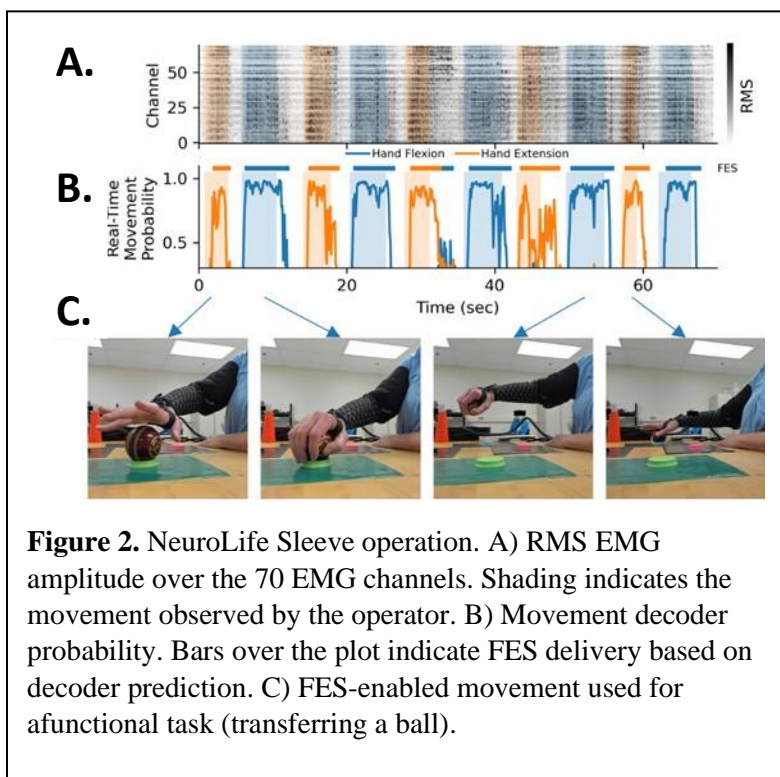 A.
Channel
50
25
0
RMS
Hand Flexion Hand Extension
FES
B.
Real-Time
Movement
Probability
1.0
0.5
0 20 40 60
Time (sec)
C.
Figure 2. NeuroLife Sleeve operation. A) RMS EMG
amplitude over the 70 EMG channels. Shading indicates the
movement observed by the operator. B) Movement decoder
probability. Bars over the plot indicate FES delivery based on
decoder prediction. C) FES-enabled movement used for
afunctional task (transferring a ball).